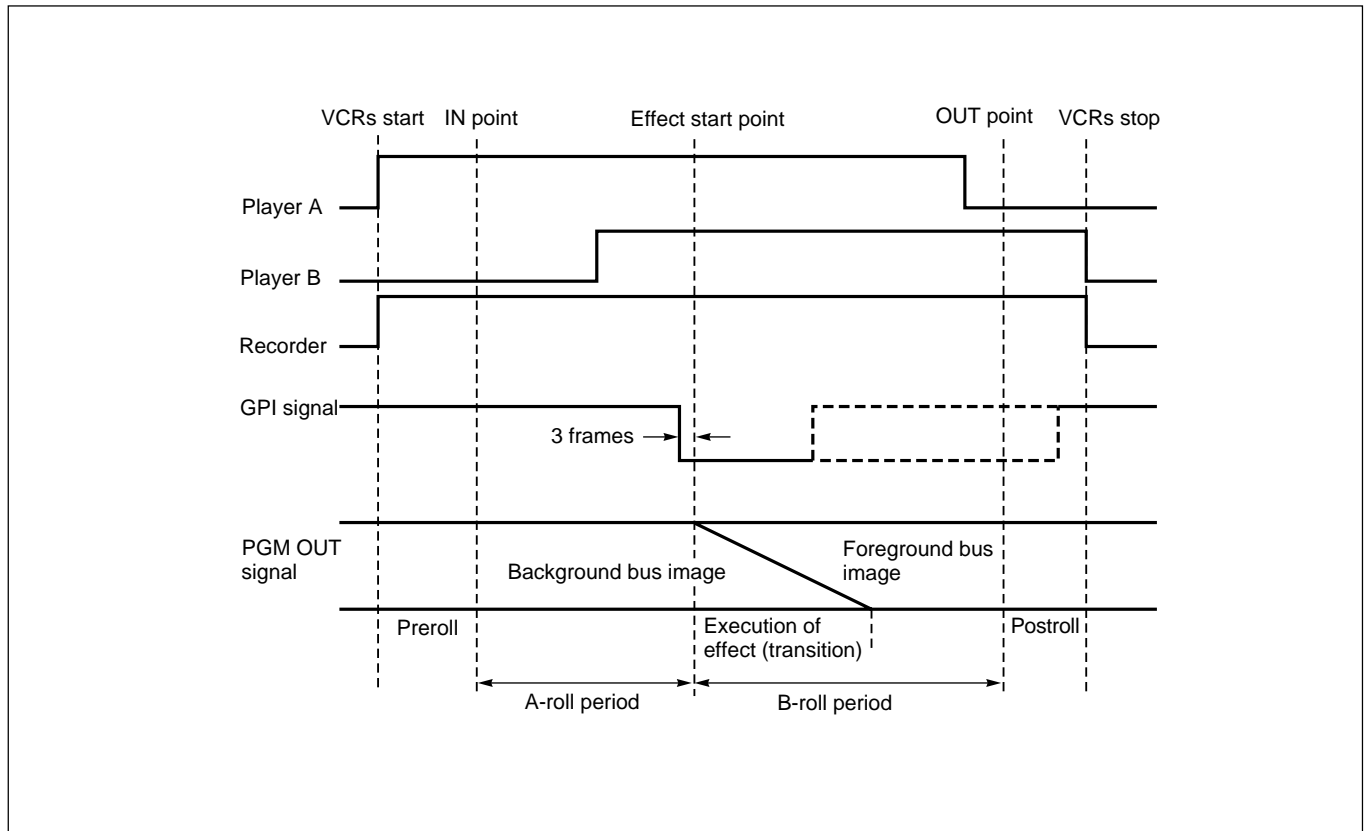 VCRs start IN point Effect start point OUT point VCRs stop
Player A
Player B
Recorder
GPI signal
3 frames
PGM OUT
signal
Background bus image
Foreground bus
image
Preroll
Execution of
effect (transition)
Postroll
A-roll period
B-roll period